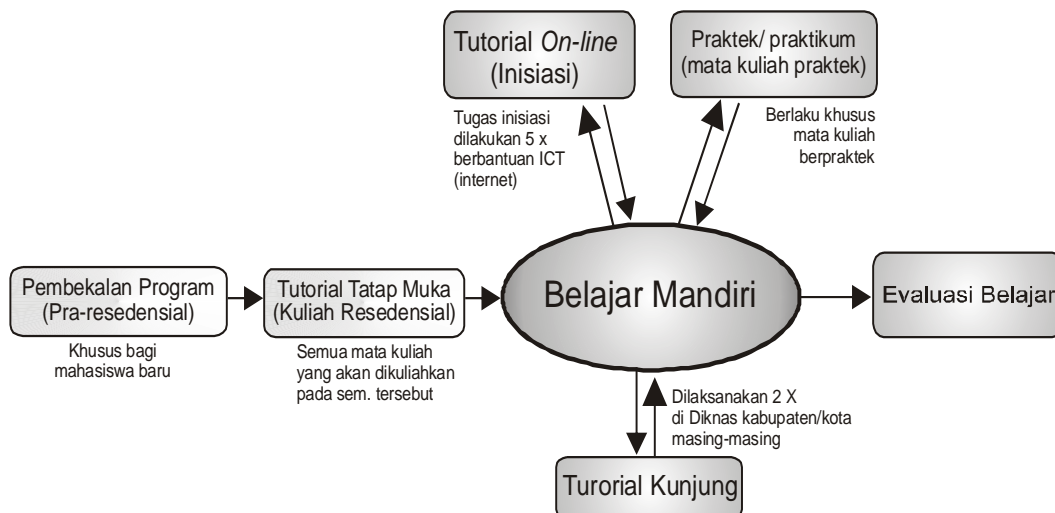 Tutorial On-line
(Inisiasi)
Praktek/ praktikum
(mata kuliah praktek)
Tugas inisiasi
dilakukan 5 x
berbantuan ICT
(internet)
Berlaku khusus
mata kuliah
berpraktek
Pembekalan Program
(Pra-resedensial)
Khusus bagi
mahasiswa baru
Tutorial Tatap Muka
(Kuliah Resedensial)
Semua mata kuliah
yang akan dikuliahkan
pada sem. tersebut
Belajar Mandiri
Evaluasi Belajar
Dilaksanakan 2 X
di Diknas kabupaten/kota
masing-masing
Turorial Kunjung